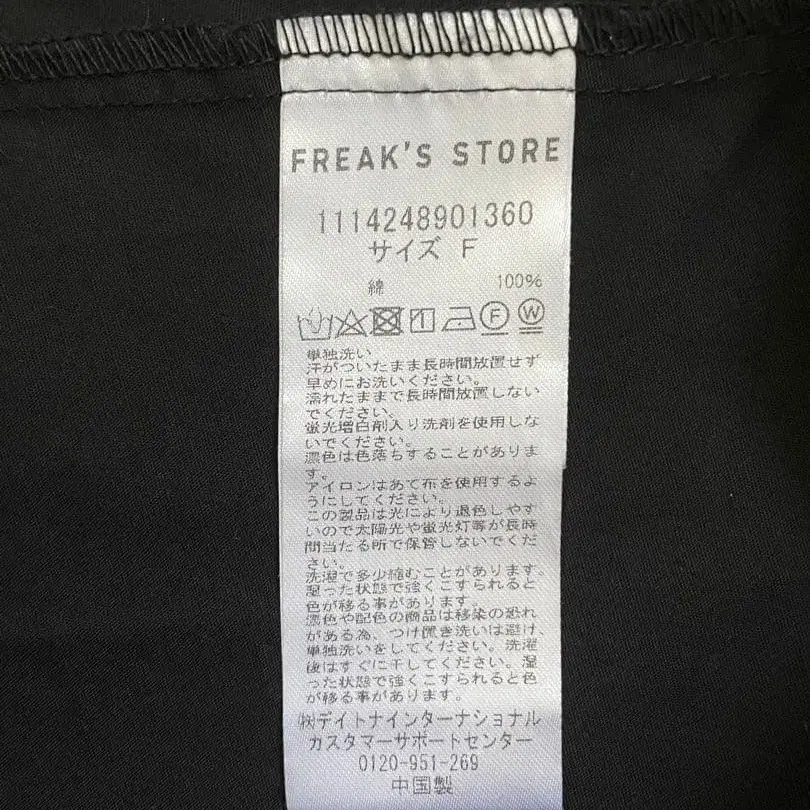 FREAK'S STORE
1114248901360
サイズ F
綿 100%
F W
単独洗い
汗がついたまま長時間放置せず
早めにお洗いください。
濡れたままで長時間放置しない
でください。
蛍光増白剤入り洗剤を使用しな
いでください。
濃色は色落ちすることがありま
す。
アイロンはあて布を使用するよ
うにしてください。
この製品は光により退色しやす
いので太陽光や蛍光灯等が長時
間当たる所で保管しないでくだ
さい。
洗濯で多少縮むことがあります。
湿った状態で強くこすられると
色が移る事があります。
濃色や配色の商品は移染の恐れ
がある為、つけ置き洗いは避け、
単独洗いをしてください。洗濯
後はすぐに干してください。湿
った状態で強くこすられると色
が移る事があります。
㈱デイトナインターナショナル
カスタマーサポートセンター
0120-951-269
中国製